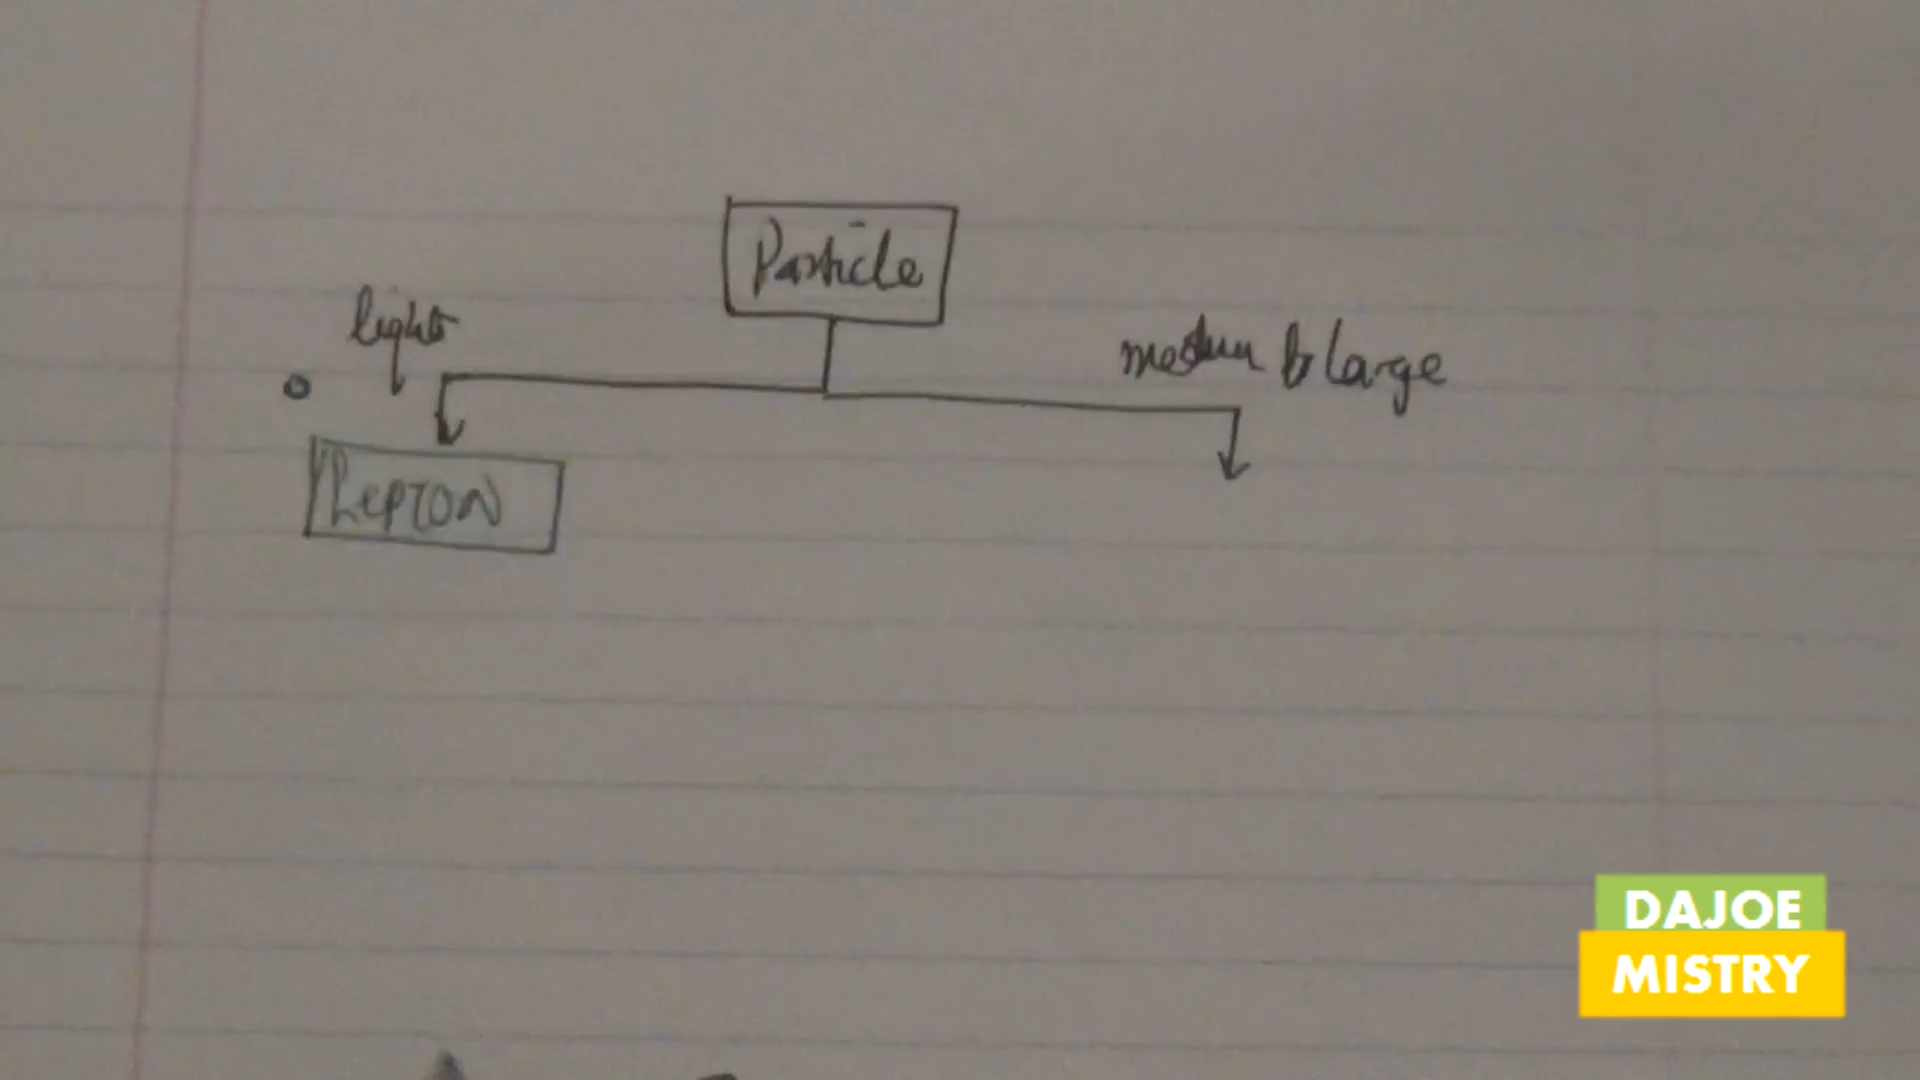 Particle
light
medium & large
LEPTON
DAJOE
MISTRY